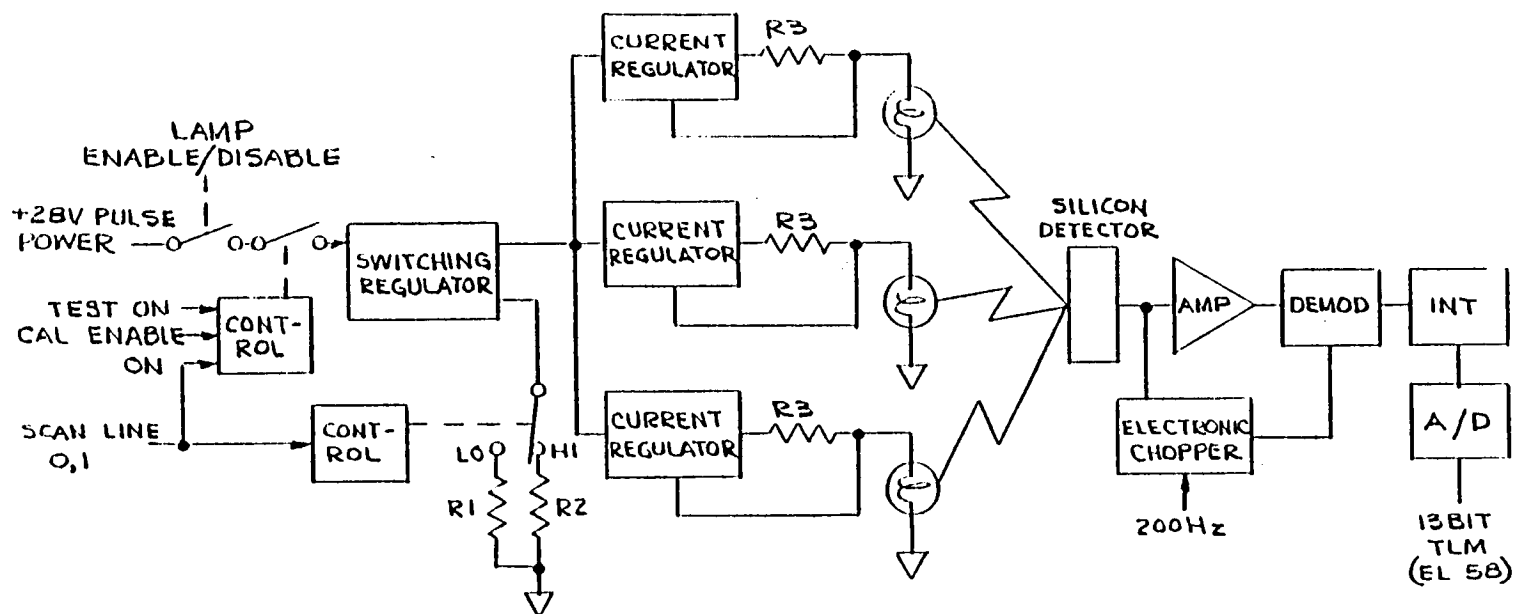 CURRENT
REGULATOR
R3
LAMP
ENABLE/DISABLE
+28V PULSE
POWER
SWITCHING
REGULATOR
CURRENT
REGULATOR
R3
SILICON
DETECTOR
AMP
DEMOD
INT
TEST ON
CAL ENABLE
ON
CONT-
ROL
SCAN LINE
0,1
CONT-
ROL
LO
HI
R1
R2
CURRENT
REGULATOR
R3
ELECTRONIC
CHOPPER
200Hz
A/D
13BIT
TLM
(EL 58)